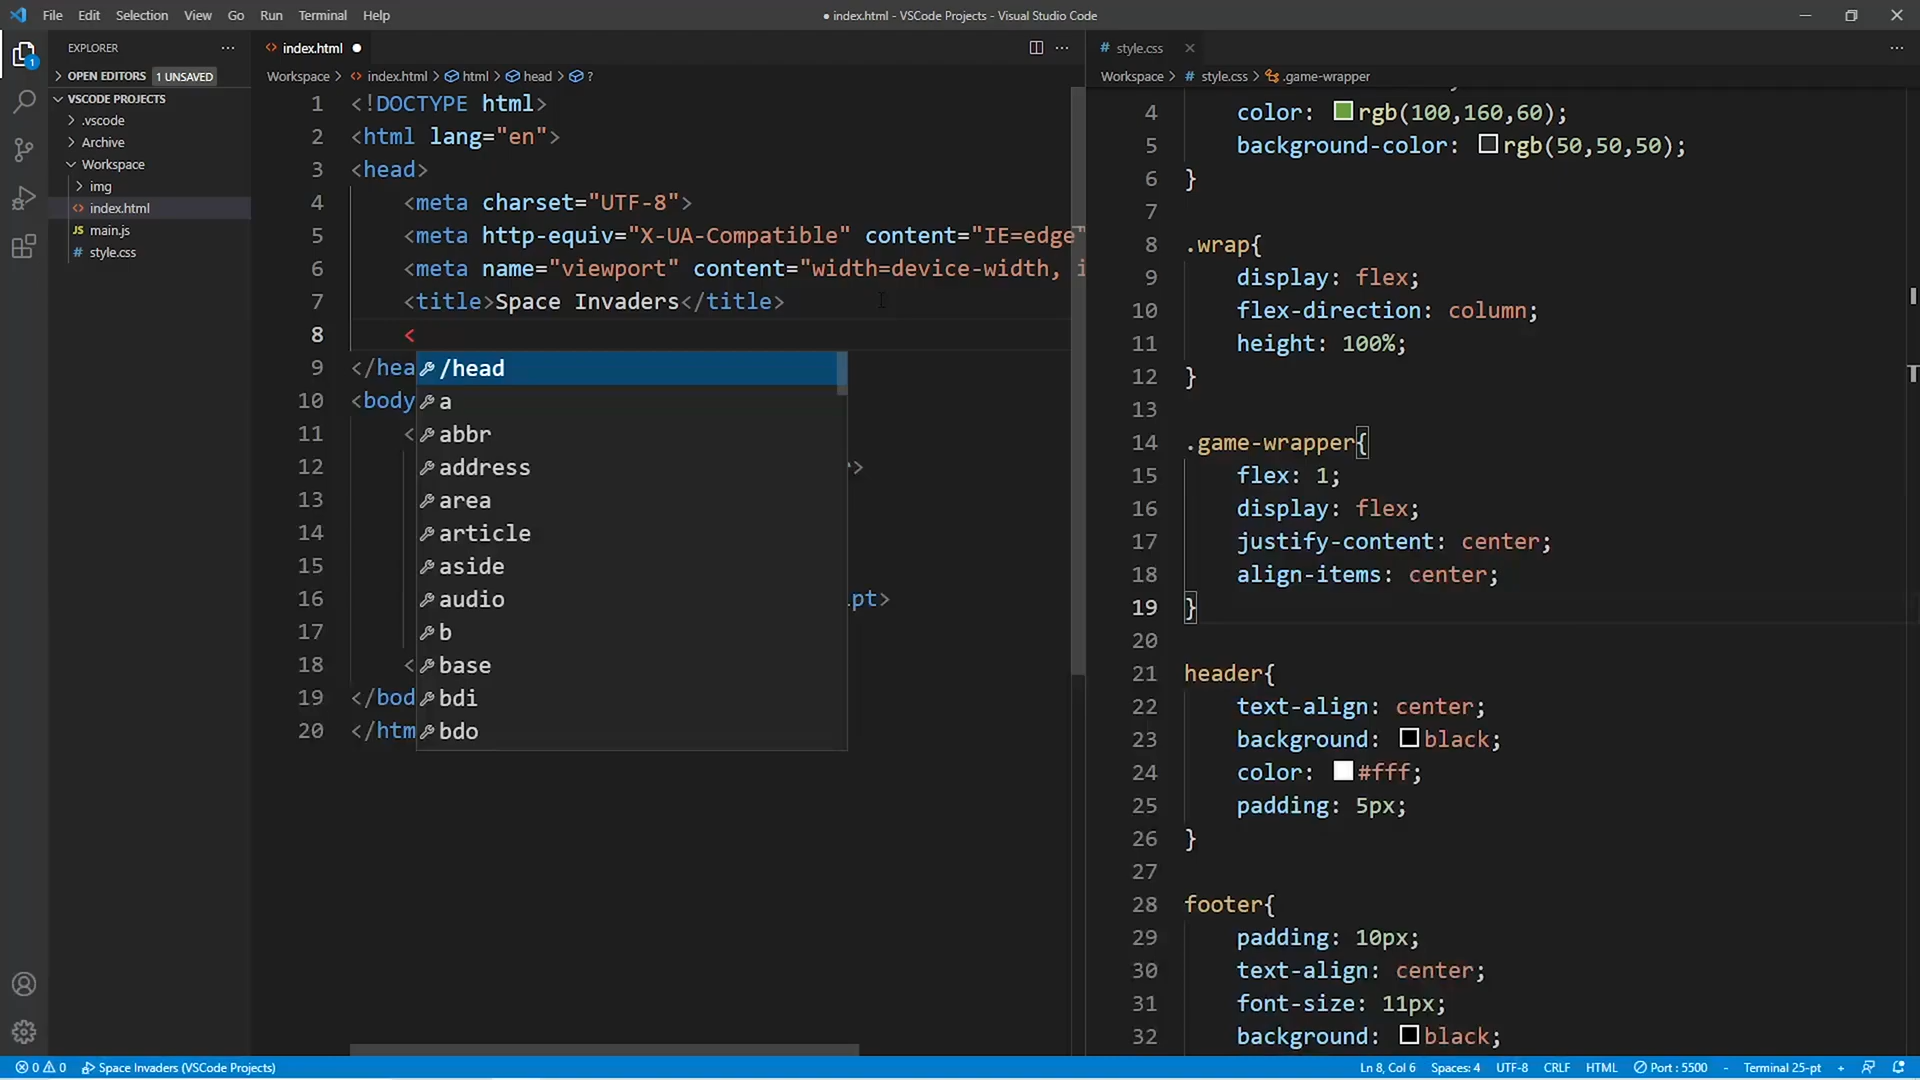 File Edit Selection View Go Run Terminal Help
● index.html - VSCode Projects - Visual Studio Code
EXPLORER
OPEN EDITORS 1 UNSAVED
VSCODE PROJECTS
.vscode
Archive
Workspace
img
index.html
JS main.js
# style.css
1
index.html ●
Workspace > index.html > html > head > ?
1 <!DOCTYPE html>
2 <html lang="en">
3 <head>
4 <meta charset="UTF-8">
5 <meta http-equiv="X-UA-Compatible" content="IE=edge"
6 <meta name="viewport" content="width=device-width, i
7 <title>Space Invaders</title>
8 <
9 </hea
10 <body
11 <
12 >
13
14
15
16 pt>
17
18 <
19 </bod
20 </htm
/head
a
abbr
address
area
article
aside
audio
b
base
bdi
bdo
# style.css ×
Workspace > # style.css > .game-wrapper
4 color: rgb(100,160,60);
5 background-color: rgb(50,50,50);
6 }
7
8 .wrap{
9 display: flex;
10 flex-direction: column;
11 height: 100%;
12 }
13
14 .game-wrapper{
15 flex: 1;
16 display: flex;
17 justify-content: center;
18 align-items: center;
19 }
20
21 header{
22 text-align: center;
23 background: black;
24 color: #fff;
25 padding: 5px;
26 }
27
28 footer{
29 padding: 10px;
30 text-align: center;
31 font-size: 11px;
32 background: black;
0 0 Space Invaders (VSCode Projects)
Ln 8, Col 6 Spaces: 4 UTF-8 CRLF HTML Port : 5500 - Terminal 25-pt +